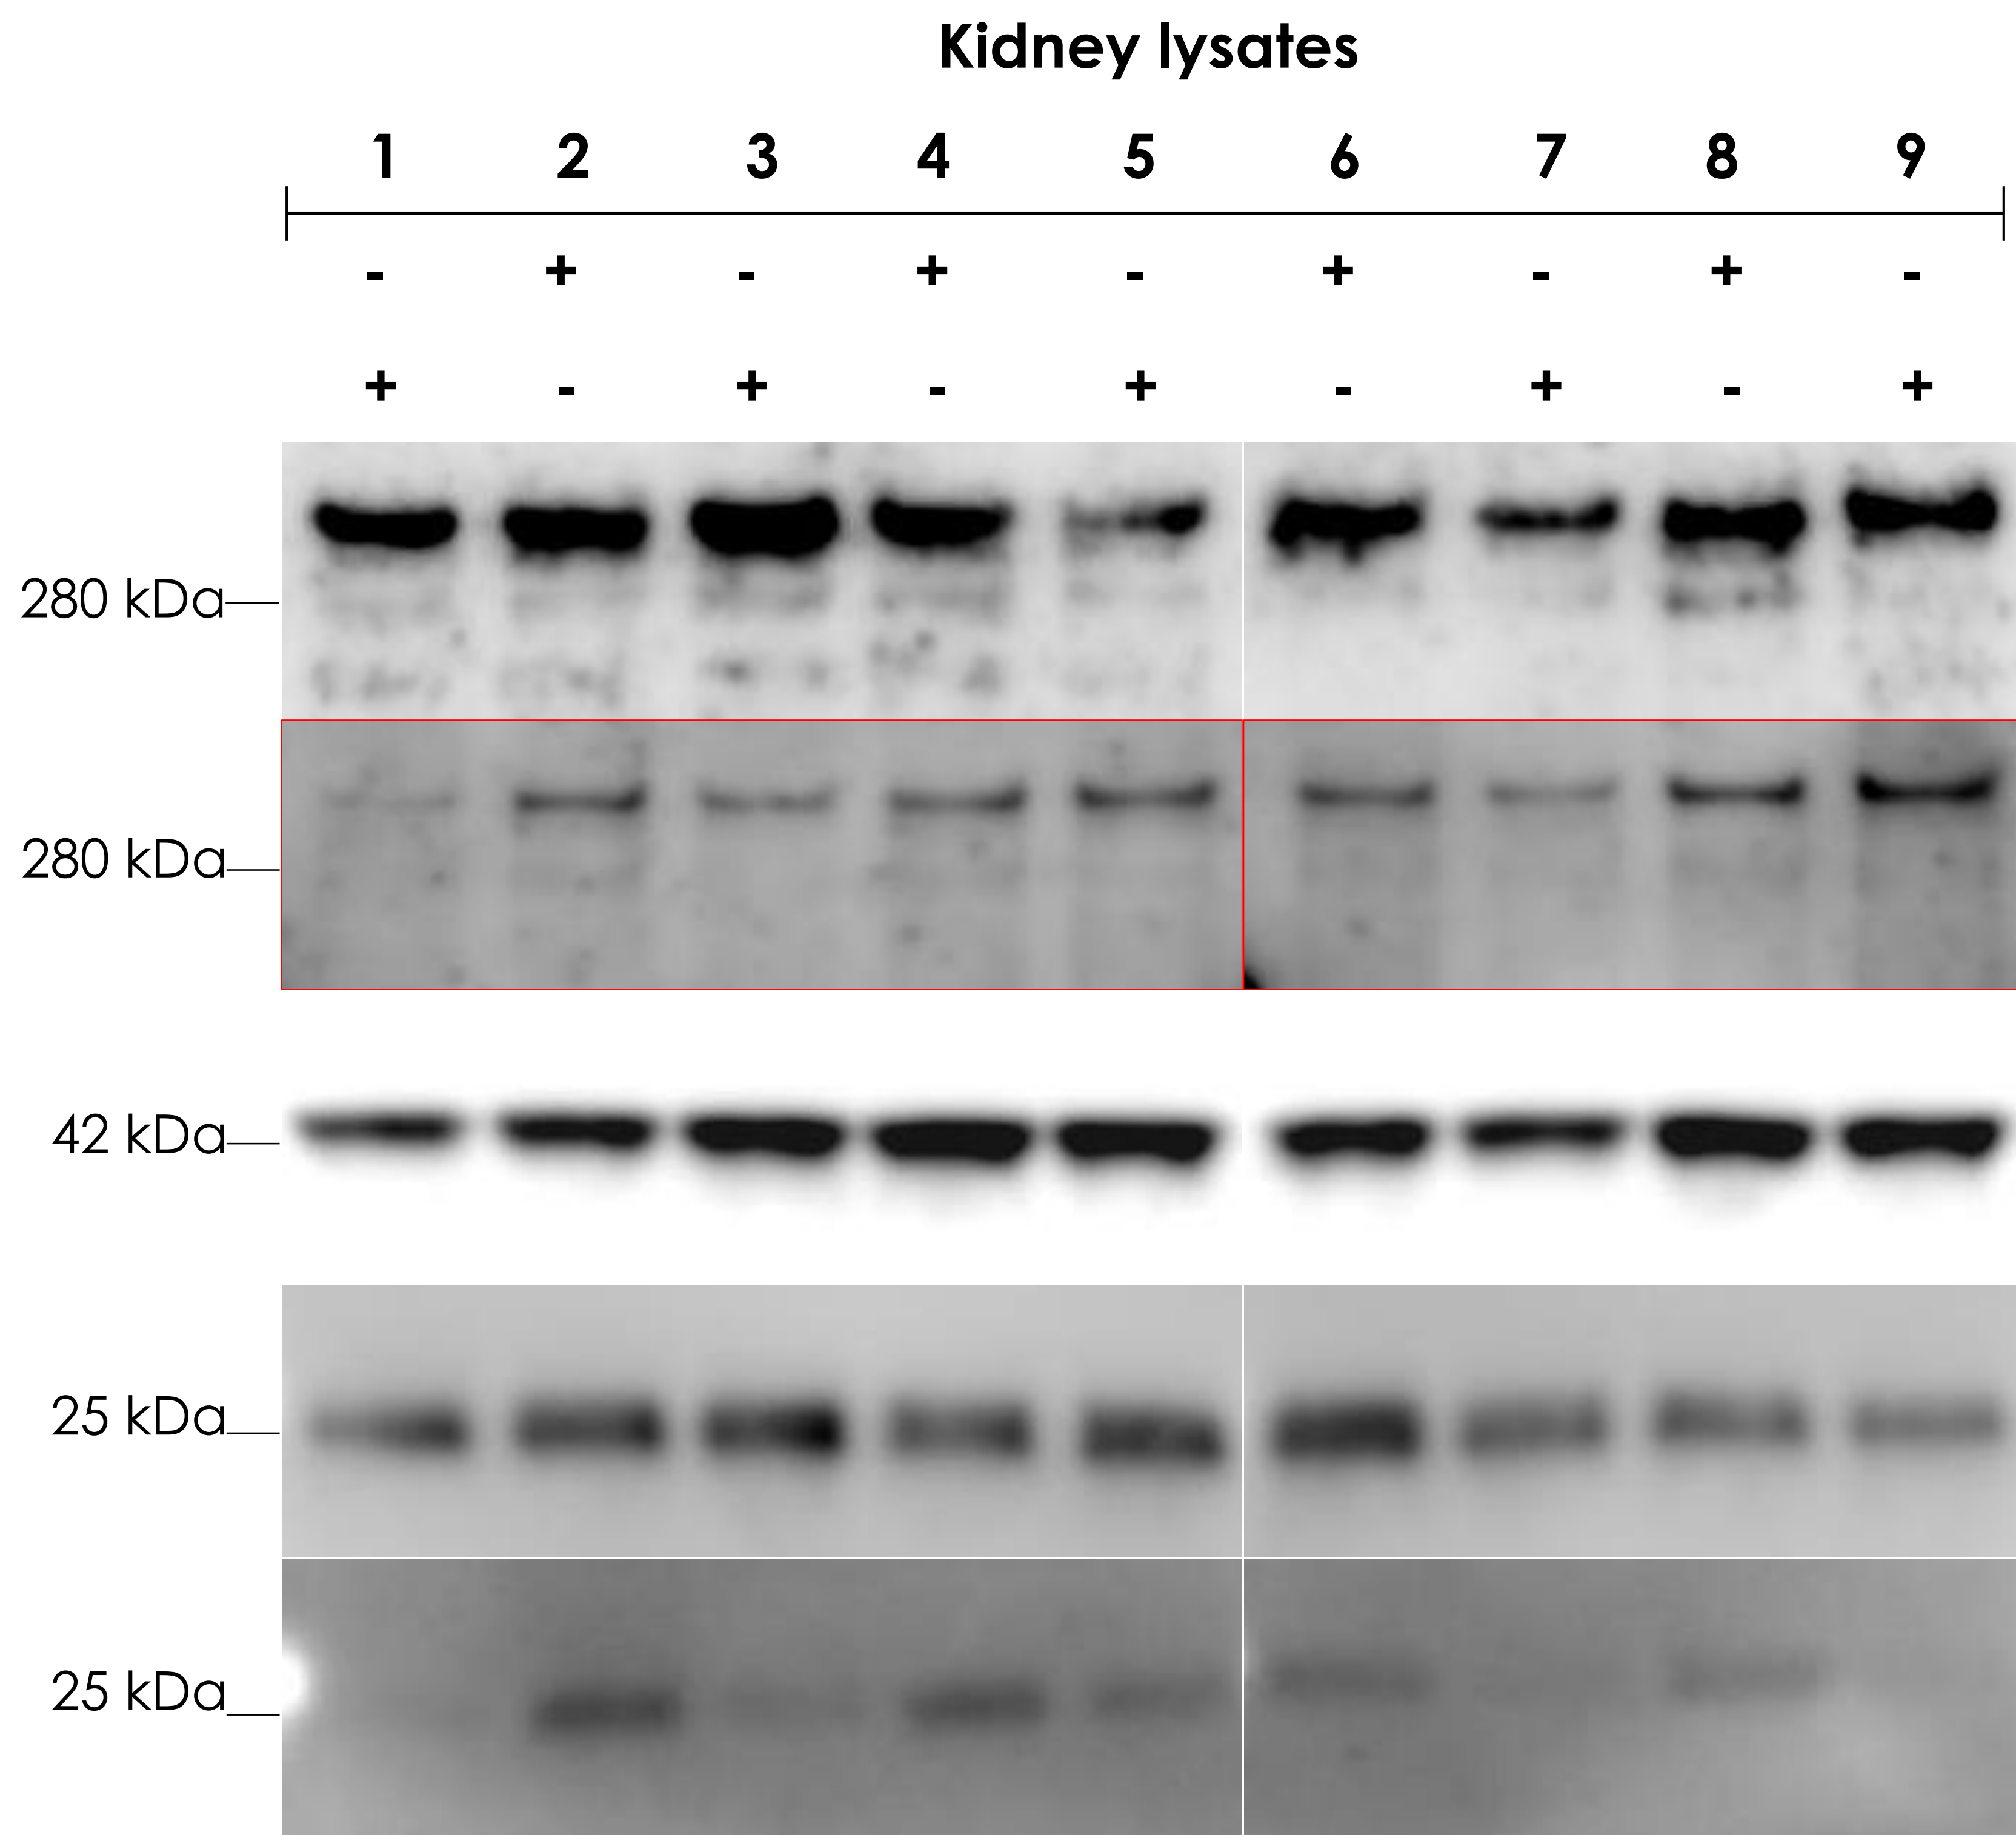 Kidney lysates
1 2 3 4 5 6 7 8 9
- + - + - + - + -
+ - + - + - + - +
280 kDa
280 kDa
42 kDa
25 kDa
25 kDa